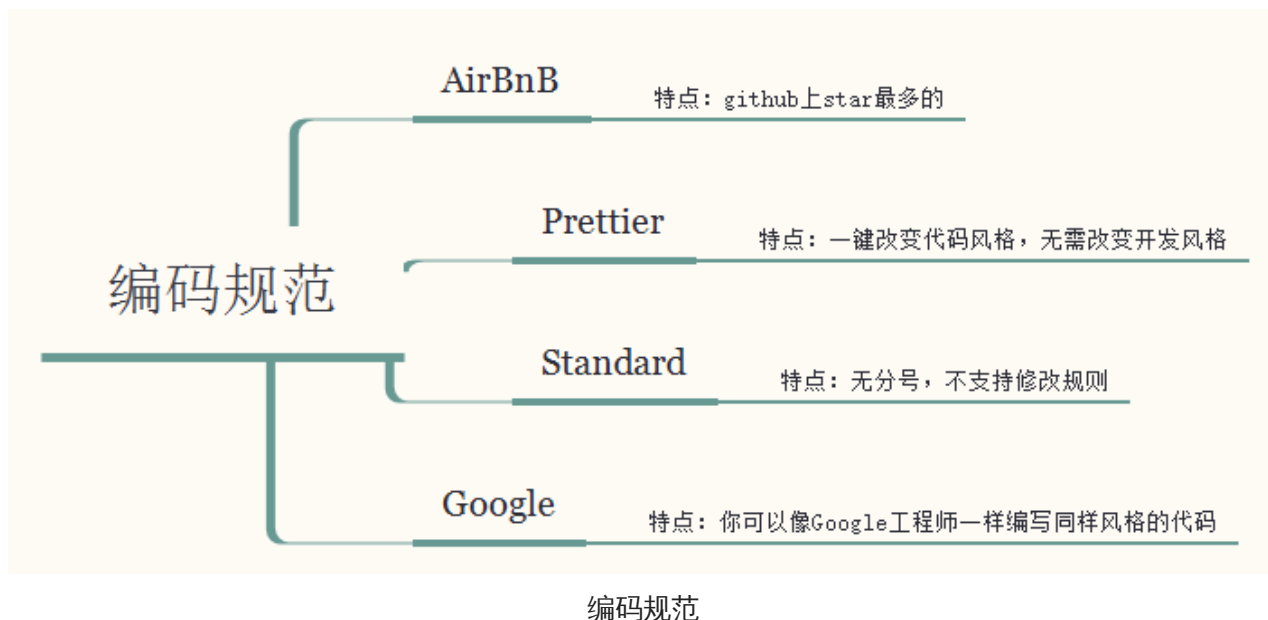 AirBnB
特点：github上star最多的
Prettier
特点：一键改变代码风格，无需改变开发风格
编码规范
Standard
特点：无分号，不支持修改规则
Google
特点：你可以像Google工程师一样编写同样风格的代码
编码规范